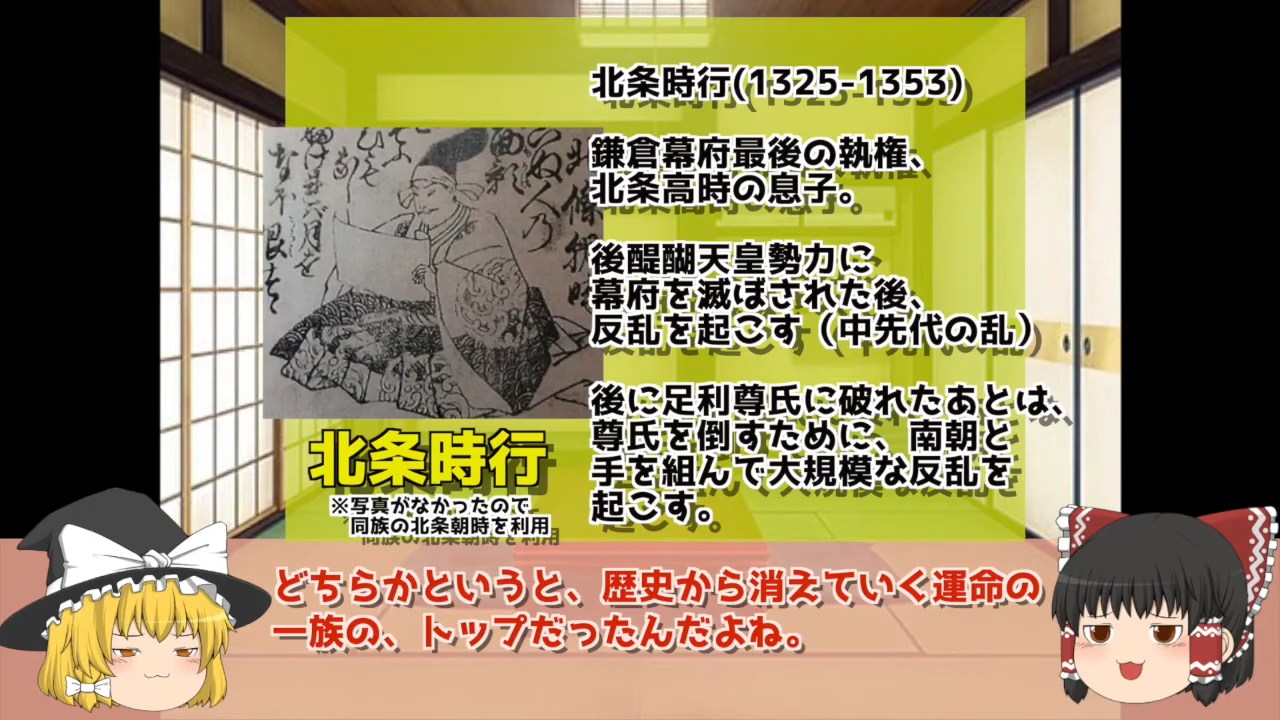 北条時行(1325-1353)
鎌倉幕府最後の執権、
北条高時の息子。
後醍醐天皇勢力に
幕府を滅ぼされた後、
反乱を起こす（中先代の乱）
後に足利尊氏に破れたあとは、
尊氏を倒すために、南朝と
手を組んで大規模な反乱を
起こす。
北条時行
※写真がなかったので
同族の北条朝時を利用
どちらかというと、歴史から消えていく運命の
一族の、トップだったんだよね。